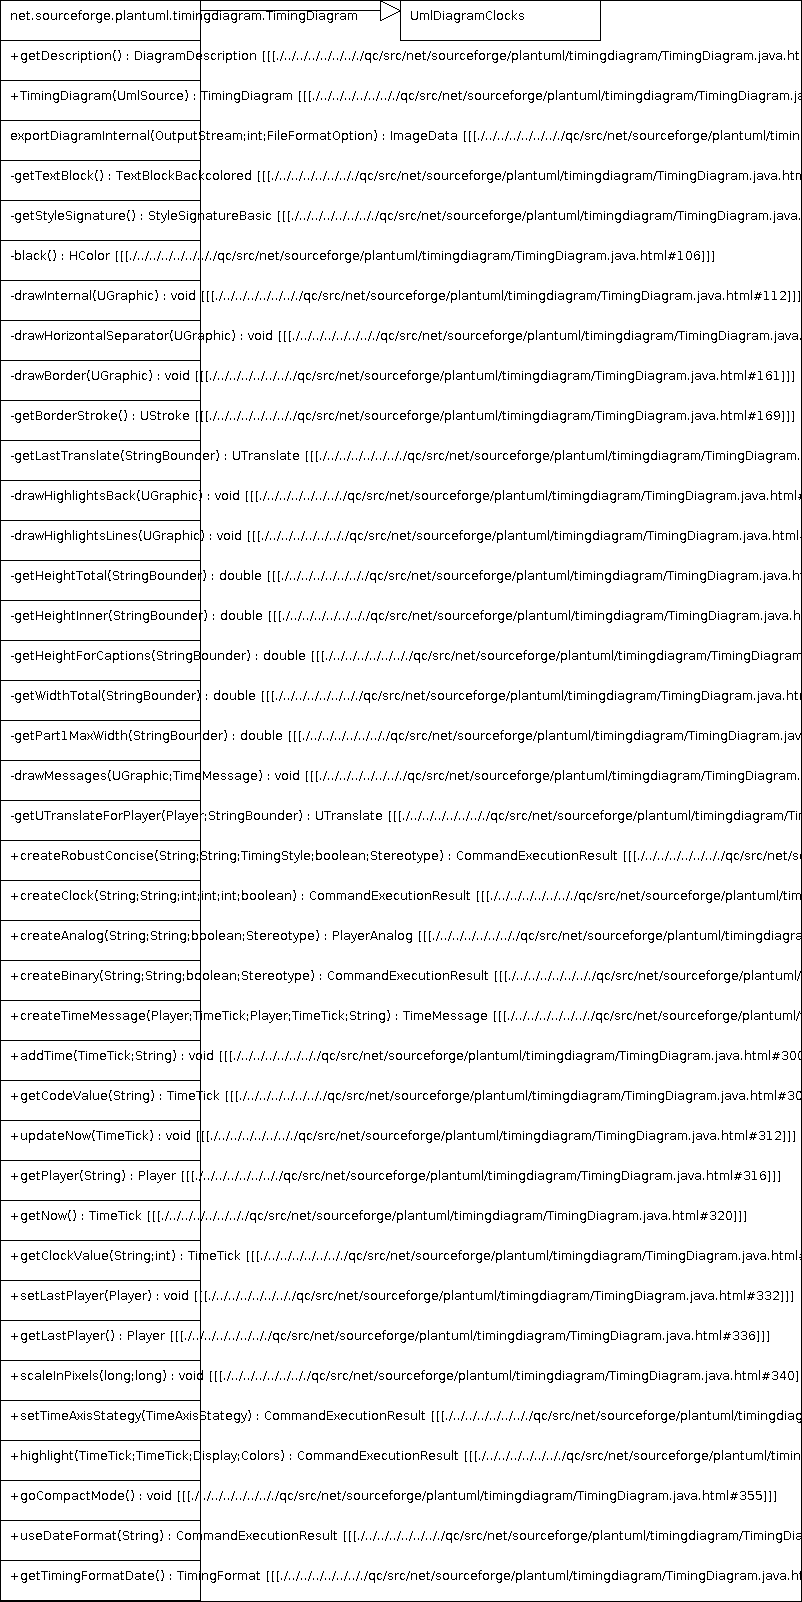 net.sourceforge.plantuml.timingdiagram.TimingDiagram
UmlDiagramClocks
+getDescription() : DiagramDescription [[[./../../../../../../qc/src/net/sourceforge/plantuml/timingdiagram/TimingDiagram.java.ht
+TimingDiagram(UmlSource) : TimingDiagram [[[./../../../../../../qc/src/net/sourceforge/plantuml/timingdiagram/TimingDiagram.ja
exportDiagramInternal(OutputStream;int;FileFormatOption) : ImageData [[[./../../../../../../qc/src/net/sourceforge/plantuml/timin
-getTextBlock() : TextBlockBackcolored [[[./../../../../../../qc/src/net/sourceforge/plantuml/timingdiagram/TimingDiagram.java.htm
-getStyleSignature() : StyleSignatureBasic [[[./../../../../../../qc/src/net/sourceforge/plantuml/timingdiagram/TimingDiagram.java.
-black() : HColor [[[./../../../../../../qc/src/net/sourceforge/plantuml/timingdiagram/TimingDiagram.java.html#106]]]
-drawInternal(UGraphic) : void [[[./../../../../../../qc/src/net/sourceforge/plantuml/timingdiagram/TimingDiagram.java.html#112]]]
-drawHorizontalSeparator(UGraphic) : void [[[./../../../../../../qc/src/net/sourceforge/plantuml/timingdiagram/TimingDiagram.java.
-drawBorder(UGraphic) : void [[[./../../../../../../qc/src/net/sourceforge/plantuml/timingdiagram/TimingDiagram.java.html#161]]]
-getBorderStroke() : UStroke [[[./../../../../../../qc/src/net/sourceforge/plantuml/timingdiagram/TimingDiagram.java.html#169]]]
-getLastTranslate(StringBounder) : UTranslate [[[./../../../../../../qc/src/net/sourceforge/plantuml/timingdiagram/TimingDiagram.
-drawHighlightsBack(UGraphic) : void [[[./../../../../../../qc/src/net/sourceforge/plantuml/timingdiagram/TimingDiagram.java.html#
-drawHighlightsLines(UGraphic) : void [[[./../../../../../../qc/src/net/sourceforge/plantuml/timingdiagram/TimingDiagram.java.html
-getHeightTotal(StringBounder) : double [[[./../../../../../../qc/src/net/sourceforge/plantuml/timingdiagram/TimingDiagram.java.ht
-getHeightInner(StringBounder) : double [[[./../../../../../../qc/src/net/sourceforge/plantuml/timingdiagram/TimingDiagram.java.h
-getHeightForCaptions(StringBounder) : double [[[./../../../../../../qc/src/net/sourceforge/plantuml/timingdiagram/TimingDiagram
-getWidthTotal(StringBounder) : double [[[./../../../../../../qc/src/net/sourceforge/plantuml/timingdiagram/TimingDiagram.java.htm
-getPart1MaxWidth(StringBounder) : double [[[./../../../../../../qc/src/net/sourceforge/plantuml/timingdiagram/TimingDiagram.jav
-drawMessages(UGraphic;TimeMessage) : void [[[./../../../../../../qc/src/net/sourceforge/plantuml/timingdiagram/TimingDiagram.
-getUTranslateForPlayer(Player;StringBounder) : UTranslate [[[./../../../../../../qc/src/net/sourceforge/plantuml/timingdiagram/Ti
+createRobustConcise(String;String;TimingStyle;boolean;Stereotype) : CommandExecutionResult [[[./../../../../../../qc/src/net/s
+createClock(String;String;int;int;int;boolean) : CommandExecutionResult [[[./../../../../../../qc/src/net/sourceforge/plantuml/tim
+createAnalog(String;String;boolean;Stereotype) : PlayerAnalog [[[./../../../../../../qc/src/net/sourceforge/plantuml/timingdiagra
+createBinary(String;String;boolean;Stereotype) : CommandExecutionResult [[[./../../../../../../qc/src/net/sourceforge/plantuml/
+createTimeMessage(Player;TimeTick;Player;TimeTick;String) : TimeMessage [[[./../../../../../../qc/src/net/sourceforge/plantuml/
+addTime(TimeTick;String) : void [[[./../../../../../../qc/src/net/sourceforge/plantuml/timingdiagram/TimingDiagram.java.html#300
+getCodeValue(String) : TimeTick [[[./../../../../../../qc/src/net/sourceforge/plantuml/timingdiagram/TimingDiagram.java.html#30
+updateNow(TimeTick) : void [[[./../../../../../../qc/src/net/sourceforge/plantuml/timingdiagram/TimingDiagram.java.html#312]]]
+getPlayer(String) : Player [[[./../../../../../../qc/src/net/sourceforge/plantuml/timingdiagram/TimingDiagram.java.html#316]]]
+getNow() : TimeTick [[[./../../../../../../qc/src/net/sourceforge/plantuml/timingdiagram/TimingDiagram.java.html#320]]]
+getClockValue(String;int) : TimeTick [[[./../../../../../../qc/src/net/sourceforge/plantuml/timingdiagram/TimingDiagram.java.html#
+setLastPlayer(Player) : void [[[./../../../../../../qc/src/net/sourceforge/plantuml/timingdiagram/TimingDiagram.java.html#332]]]
+getLastPlayer() : Player [[[./../../../../../../qc/src/net/sourceforge/plantuml/timingdiagram/TimingDiagram.java.html#336]]]
+scaleInPixels(long;long) : void [[[./../../../../../../qc/src/net/sourceforge/plantuml/timingdiagram/TimingDiagram.java.html#340]
+setTimeAxisStategy(TimeAxisStategy) : CommandExecutionResult [[[./../../../../../../qc/src/net/sourceforge/plantuml/timingdiag
+highlight(TimeTick;TimeTick;Display;Colors) : CommandExecutionResult [[[./../../../../../../qc/src/net/sourceforge/plantuml/timin
+goCompactMode() : void [[[./../../../../../../qc/src/net/sourceforge/plantuml/timingdiagram/TimingDiagram.java.html#355]]]
+useDateFormat(String) : CommandExecutionResult [[[./../../../../../../qc/src/net/sourceforge/plantuml/timingdiagram/TimingDia
+getTimingFormatDate() : TimingFormat [[[./../../../../../../qc/src/net/sourceforge/plantuml/timingdiagram/TimingDiagram.java.ht